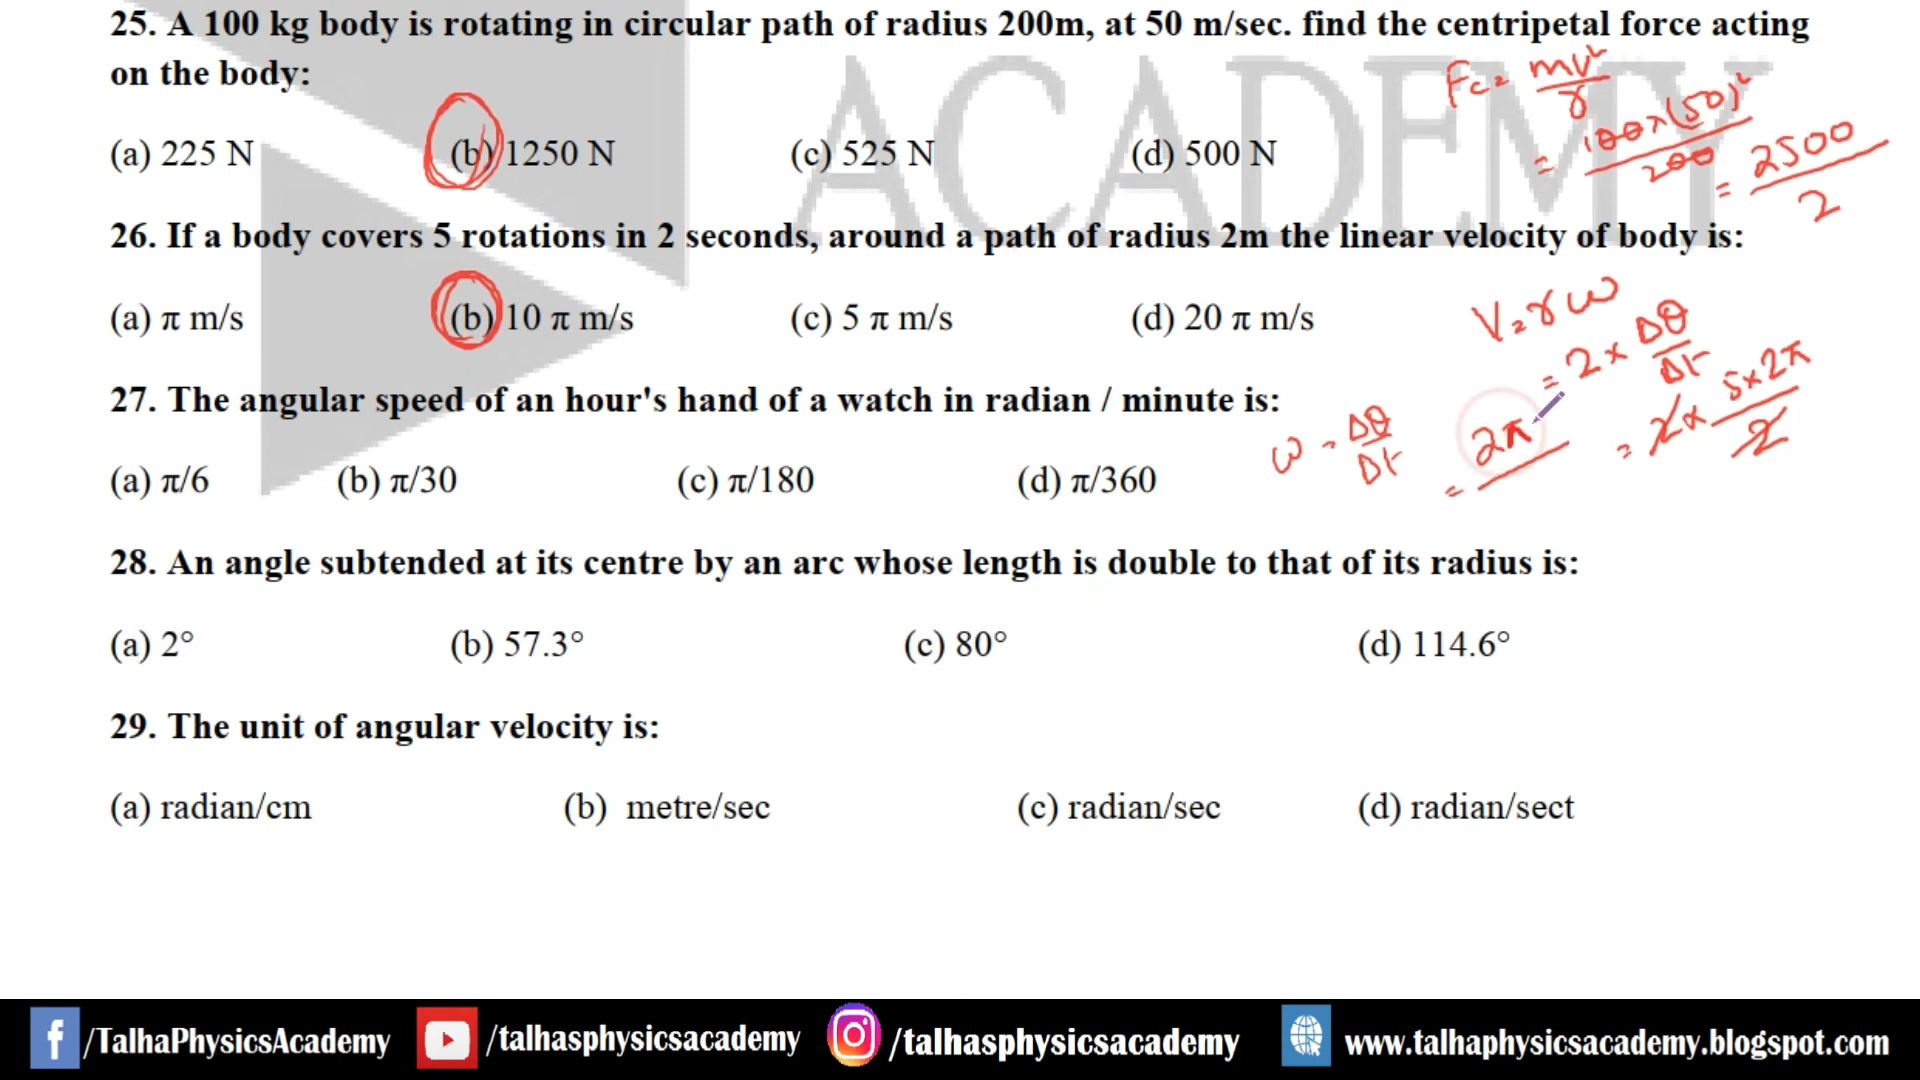 25. A 100 kg body is rotating in circular path of radius 200m, at 50 m/sec. find the centripetal force acting
on the body:
(a) 225 N (b) 1250 N (c) 525 N (d) 500 N
Fc = mv²/r
= 100×(50)²/200
= 2500/2
26. If a body covers 5 rotations in 2 seconds, around a path of radius 2m the linear velocity of body is:
(a) π m/s (b) 10 π m/s (c) 5 π m/s (d) 20 π m/s
V = rω
= 2 × Δθ/Δt
= 2 × 5×2π/2
27. The angular speed of an hour's hand of a watch in radian / minute is:
(a) π/6 (b) π/30 (c) π/180 (d) π/360
ω = Δθ/Δt
= 2π
28. An angle subtended at its centre by an arc whose length is double to that of its radius is:
(a) 2° (b) 57.3° (c) 80° (d) 114.6°
29. The unit of angular velocity is:
(a) radian/cm (b) metre/sec (c) radian/sec (d) radian/sect
ACADEMY
/TalhaPhysicsAcademy /talhasphysicsacademy /talhasphysicsacademy www.talhaphysicsacademy.blogspot.com